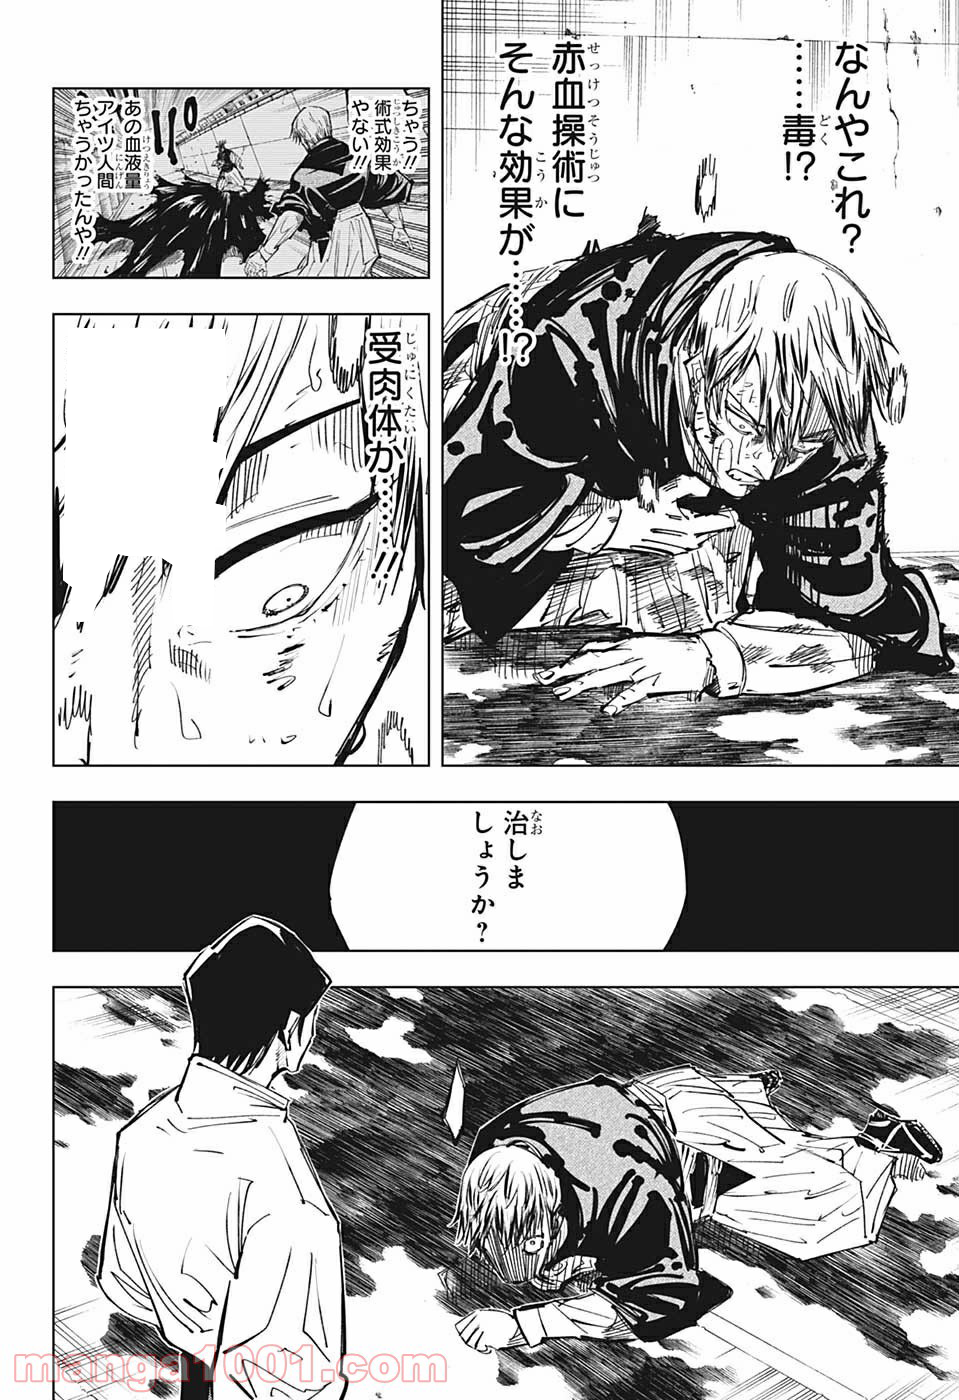 なんやこれ？
……毒!?
赤血操術に
そんな効果が………!?
ちゃう!!
術式効果
やない!!
あの血液量
アイツ人間
ちゃうかったんや!!
受肉体か……!!
治しま
しょうか？
manga1001.com